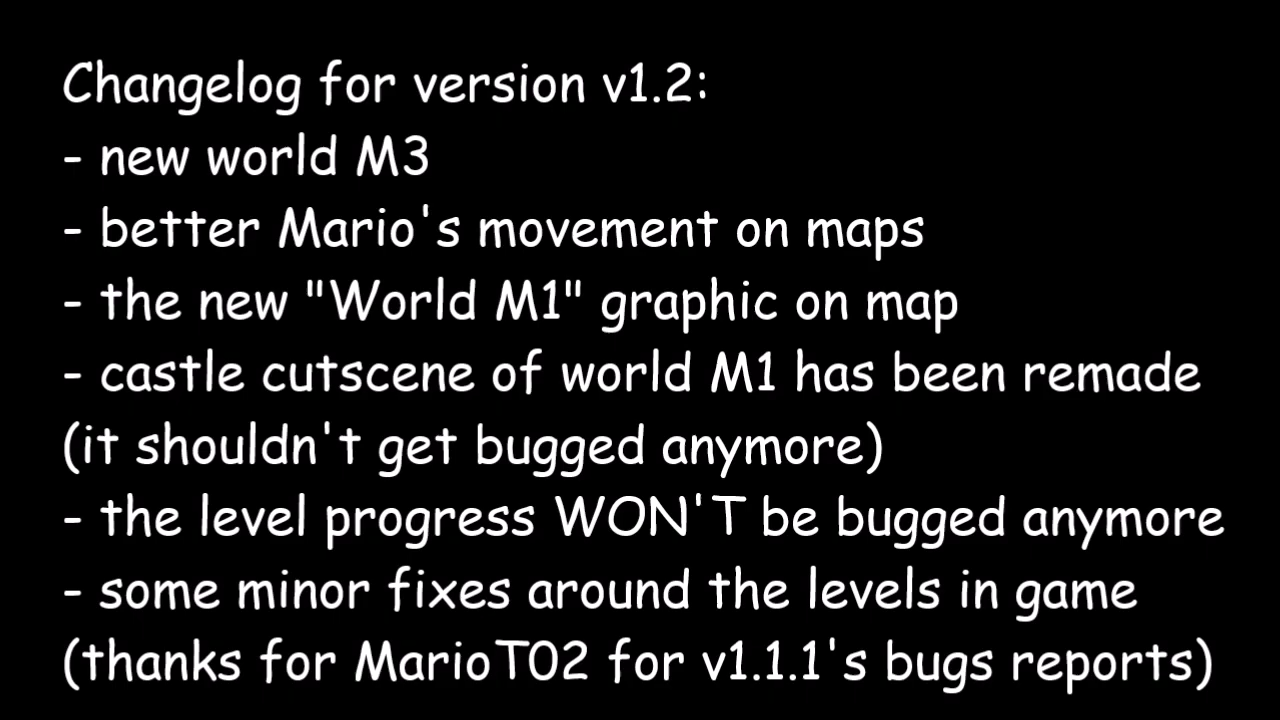 Changelog for version v1.2:
- new world M3
- better Mario's movement on maps
- the new "World M1" graphic on map
- castle cutscene of world M1 has been remade
(it shouldn't get bugged anymore)
- the level progress WON'T be bugged anymore
- some minor fixes around the levels in game
(thanks for MarioT02 for v1.1.1's bugs reports)